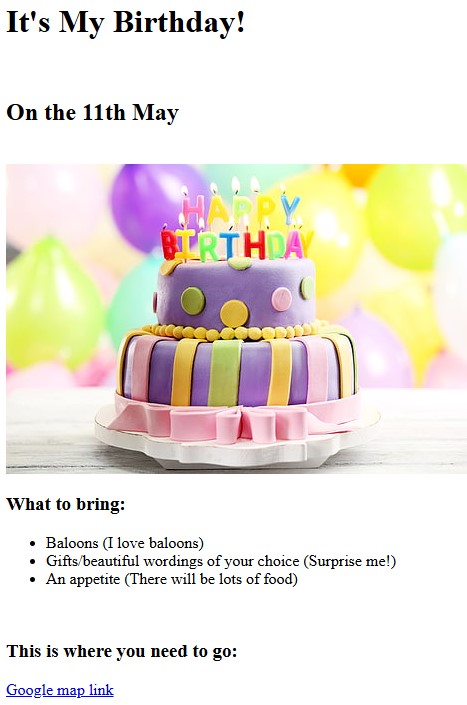 It's My Birthday!
On the 11th May
HAPPY
BIRTHDAY
What to bring:
Baloons (I love baloons)
Gifts/beautiful wordings of your choice (Surprise me!)
An appetite (There will be lots of food)
This is where you need to go:
Google map link